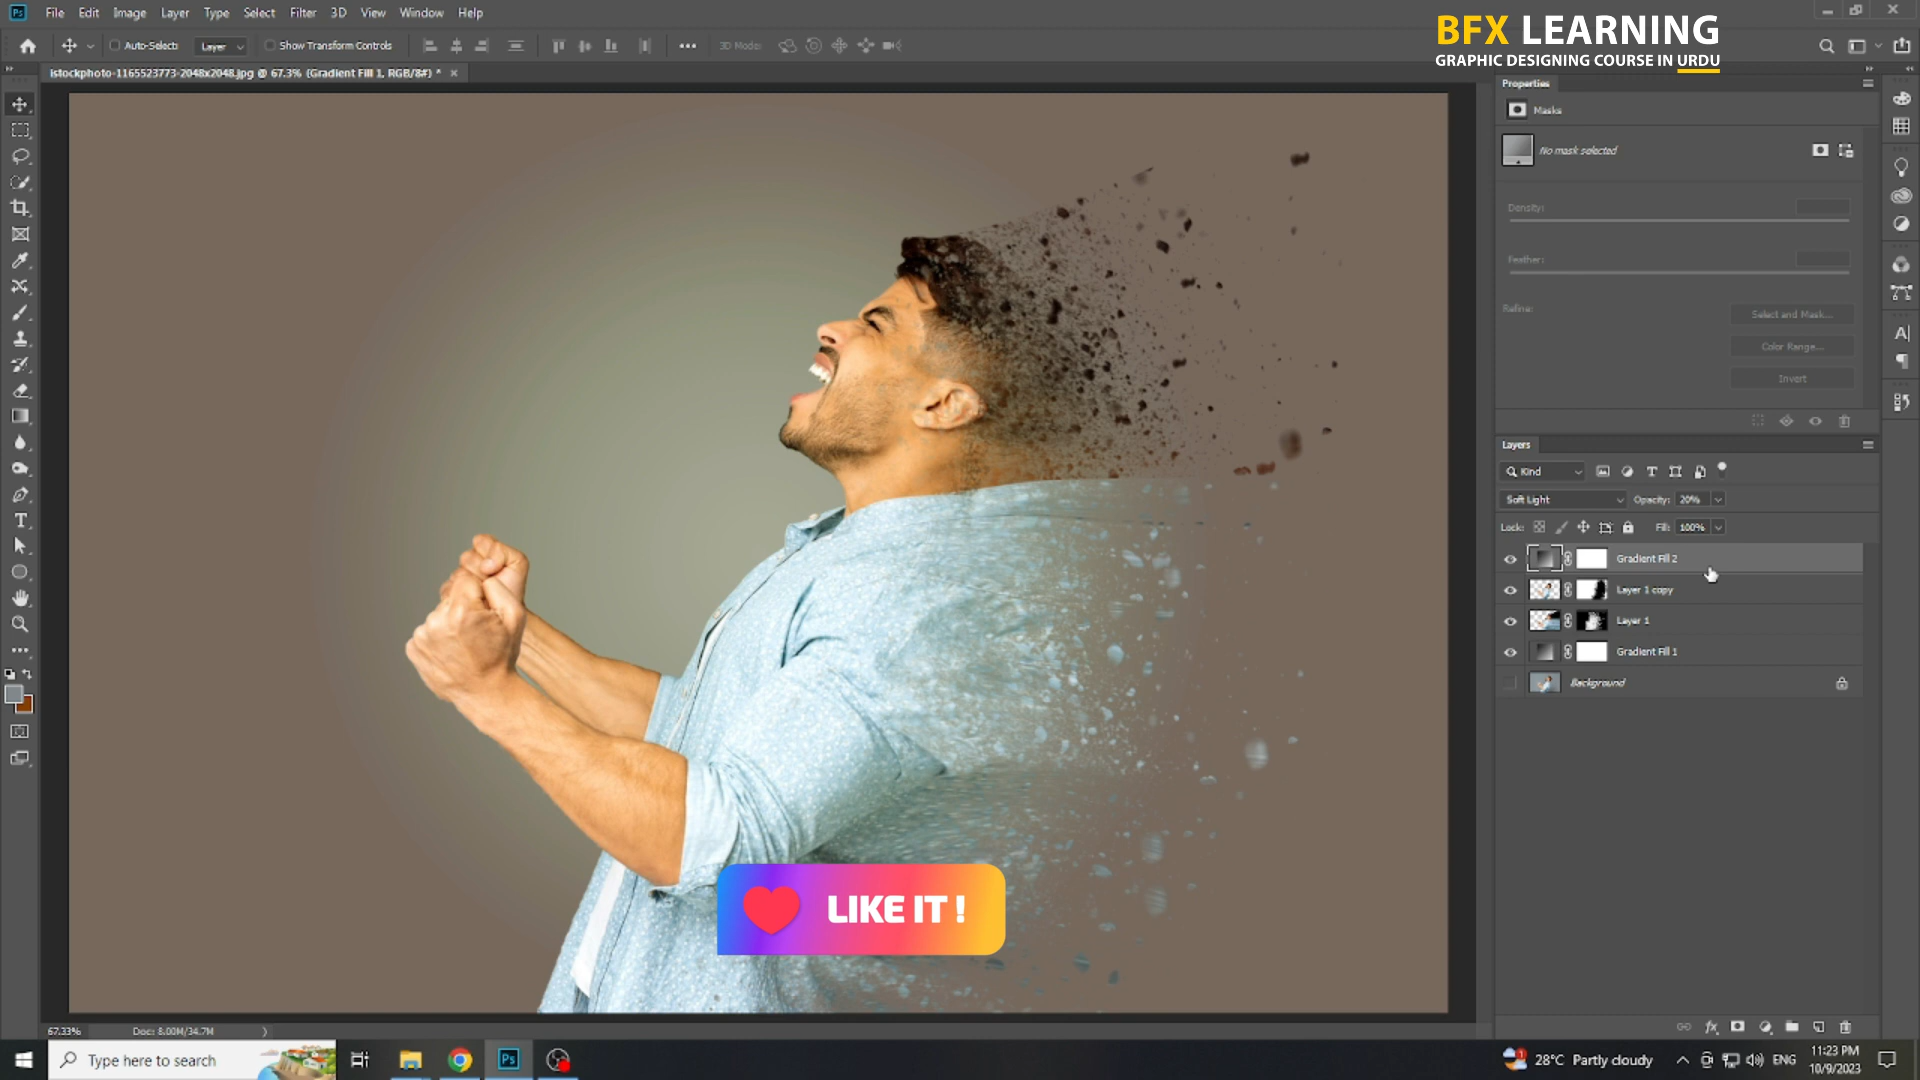 File Edit Image Layer Type Select Filter 3D View Window Help
BFX LEARNING
GRAPHIC DESIGNING COURSE IN URDU
Auto-Select: Layer Show Transform Controls 3D Mode:
istockphoto-1165523773-2048x2048.jpg @ 67.3% (Gradient Fill 1, RGB/8#) *
Properties
Masks
No mask selected
Density:
Feather:
Refine:
Select and Mask...
Color Range...
Invert
Layers
Kind
Soft Light Opacity: 20%
Lock: Fill: 100%
Gradient Fill 2
Layer 1 copy
Layer 1
Gradient Fill 1
Background
LIKE IT !
67.33% Doc: 8.00M/34.7M
Type here to search
Ps
28°C Partly cloudy
ENG
11:23 PM
10/9/2023